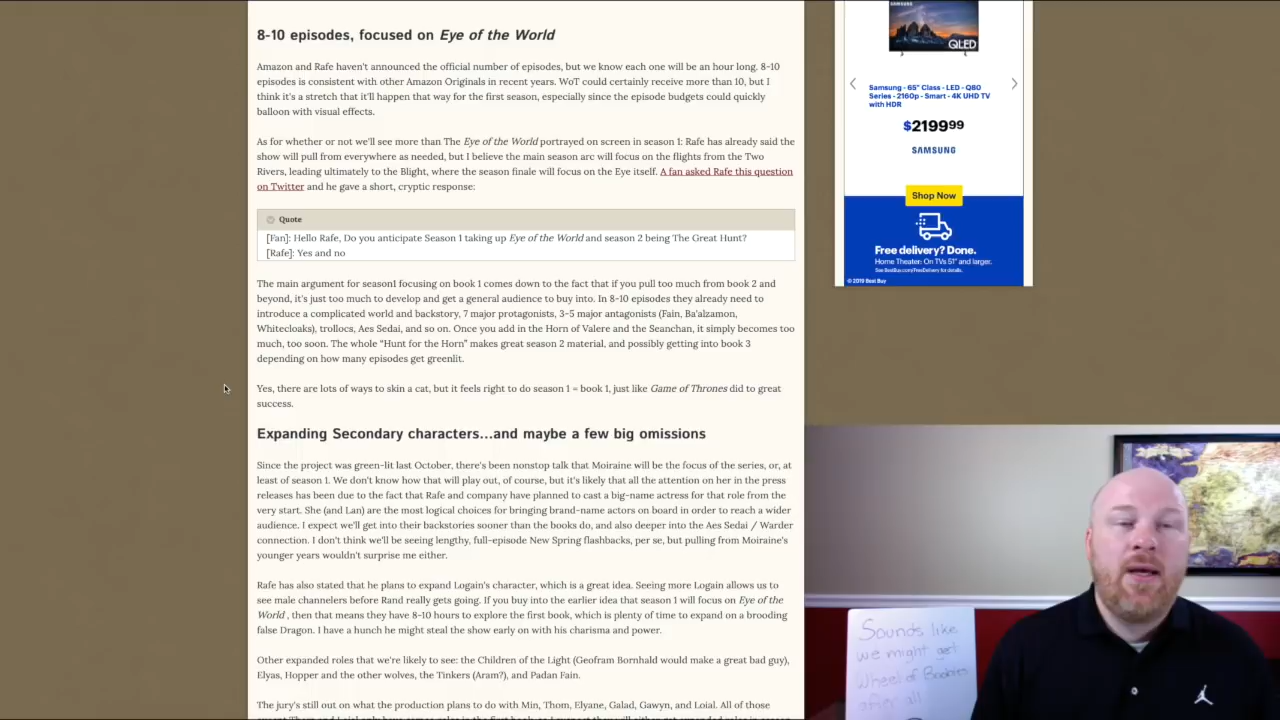 8-10 episodes, focused on Eye of the World
Amazon and Rafe haven't announced the official number of episodes, but we know each one will be an hour long. 8-10
episodes is consistent with other Amazon Originals in recent years. WoT could certainly receive more than 10, but I
think it's a stretch that it'll happen that way for the first season, especially since the episode budgets could quickly
balloon with visual effects.
As for whether or not we'll see more than The Eye of the World portrayed on screen in season 1: Rafe has already said the
show will pull from everywhere as needed, but I believe the main season arc will focus on the flights from the Two
Rivers, leading ultimately to the Blight, where the season finale will focus on the Eye itself. A fan asked Rafe this question
on Twitter and he gave a short, cryptic response:
Quote
[Fan]: Hello Rafe, Do you anticipate Season 1 taking up Eye of the World and season 2 being The Great Hunt?
[Rafe]: Yes and no
The main argument for season1 focusing on book 1 comes down to the fact that if you pull too much from book 2 and
beyond, it's just too much to develop and get a general audience to buy into. In 8-10 episodes they already need to
introduce a complicated world and backstory, 7 major protagonists, 3-5 major antagonists (Fain, Ba'alzamon,
Whitecloaks), trollocs, Aes Sedai, and so on. Once you add in the Horn of Valere and the Seanchan, it simply becomes too
much, too soon. The whole “Hunt for the Horn” makes great season 2 material, and possibly getting into book 3
depending on how many episodes get greenlit.
Yes, there are lots of ways to skin a cat, but it feels right to do season 1 = book 1, just like Game of Thrones did to great
success.
Expanding Secondary characters...and maybe a few big omissions
Since the project was green-lit last October, there's been nonstop talk that Moiraine will be the focus of the series, or, at
least of season 1. We don't know how that will play out, of course, but it's likely that all the attention on her in the press
releases has been due to the fact that Rafe and company have planned to cast a big-name actress for that role from the
very start. She (and Lan) are the most logical choices for bringing brand-name actors on board in order to reach a wider
audience. I expect we'll get into their backstories sooner than the books do, and also deeper into the Aes Sedai / Warder
connection. I don't think we'll be seeing lengthy, full-episode New Spring flashbacks, per se, but pulling from Moiraine's
younger years wouldn't surprise me either.
Rafe has also stated that he plans to expand Logain's character, which is a great idea. Seeing more Logain allows us to
see male channelers before Rand really gets going. If you buy into the earlier idea that season 1 will focus on Eye of the
World , then that means they have 8-10 hours to explore the first book, which is plenty of time to expand on a brooding
false Dragon. I have a hunch he might steal the show early on with his charisma and power.
Other expanded roles that we're likely to see: the Children of the Light (Geofram Bornhald would make a great bad guy),
Elyas, Hopper and the other wolves, the Tinkers (Aram?), and Padan Fain.
The jury's still out on what the production plans to do with Min, Thom, Elyane, Galad, Gawyn, and Loial. All of those
SAMSUNG
QLED
Samsung - 65" Class - LED - Q80
Series - 2160p - Smart - 4K UHD TV
with HDR
$2199 99
SAMSUNG
Shop Now
Free delivery? Done.
Home Theater: On TVs 51" and larger.
See BestBuy.com/FreeDelivery for details.
© 2019 Best Buy
Sounds like
we might get
Wheel of Boobies
after all